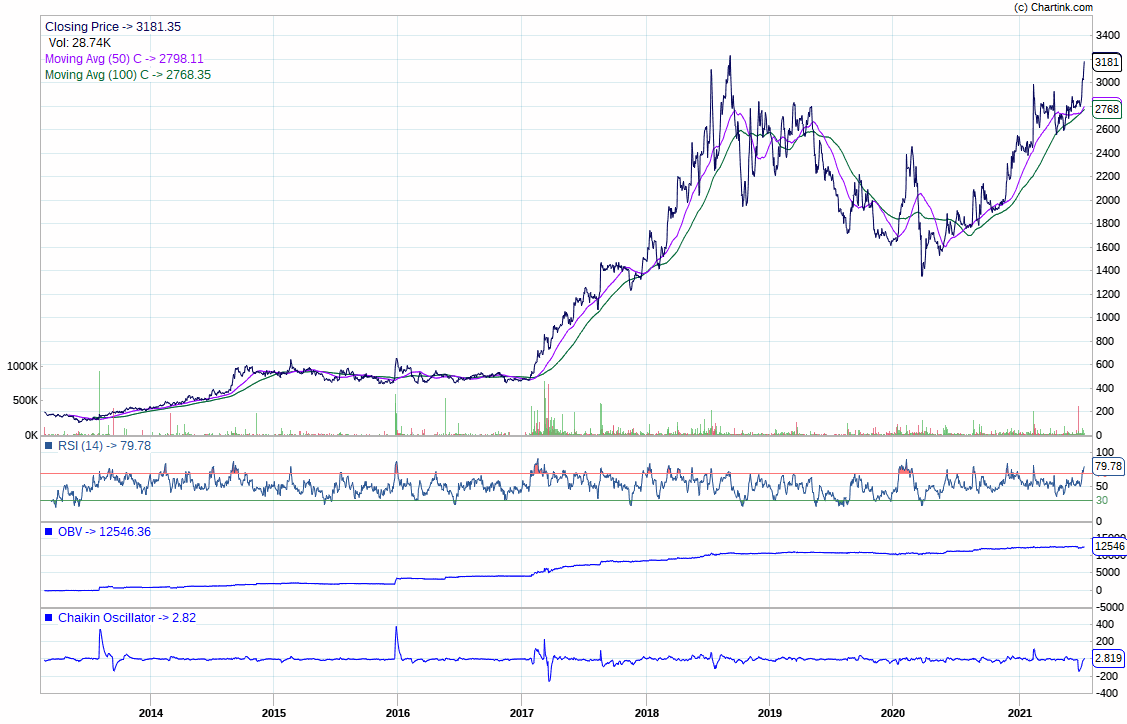 (c) Chartink.com
Closing Price -> 3181.35
Vol: 28.74K
Moving Avg (50) C -> 2798.11
Moving Avg (100) C -> 2768.35
3400
3181
3000
2768
2600
2400
2200
2000
1800
1600
1400
1200
1000
800
600
400
200
0
1000K
500K
0K
RSI (14) -> 79.78
100
79.78
50
30
0
OBV -> 12546.36
15000
12546
10000
5000
0
-5000
Chaikin Oscillator -> 2.82
400
200
2.819
-200
-400
2014 2015 2016 2017 2018 2019 2020 2021